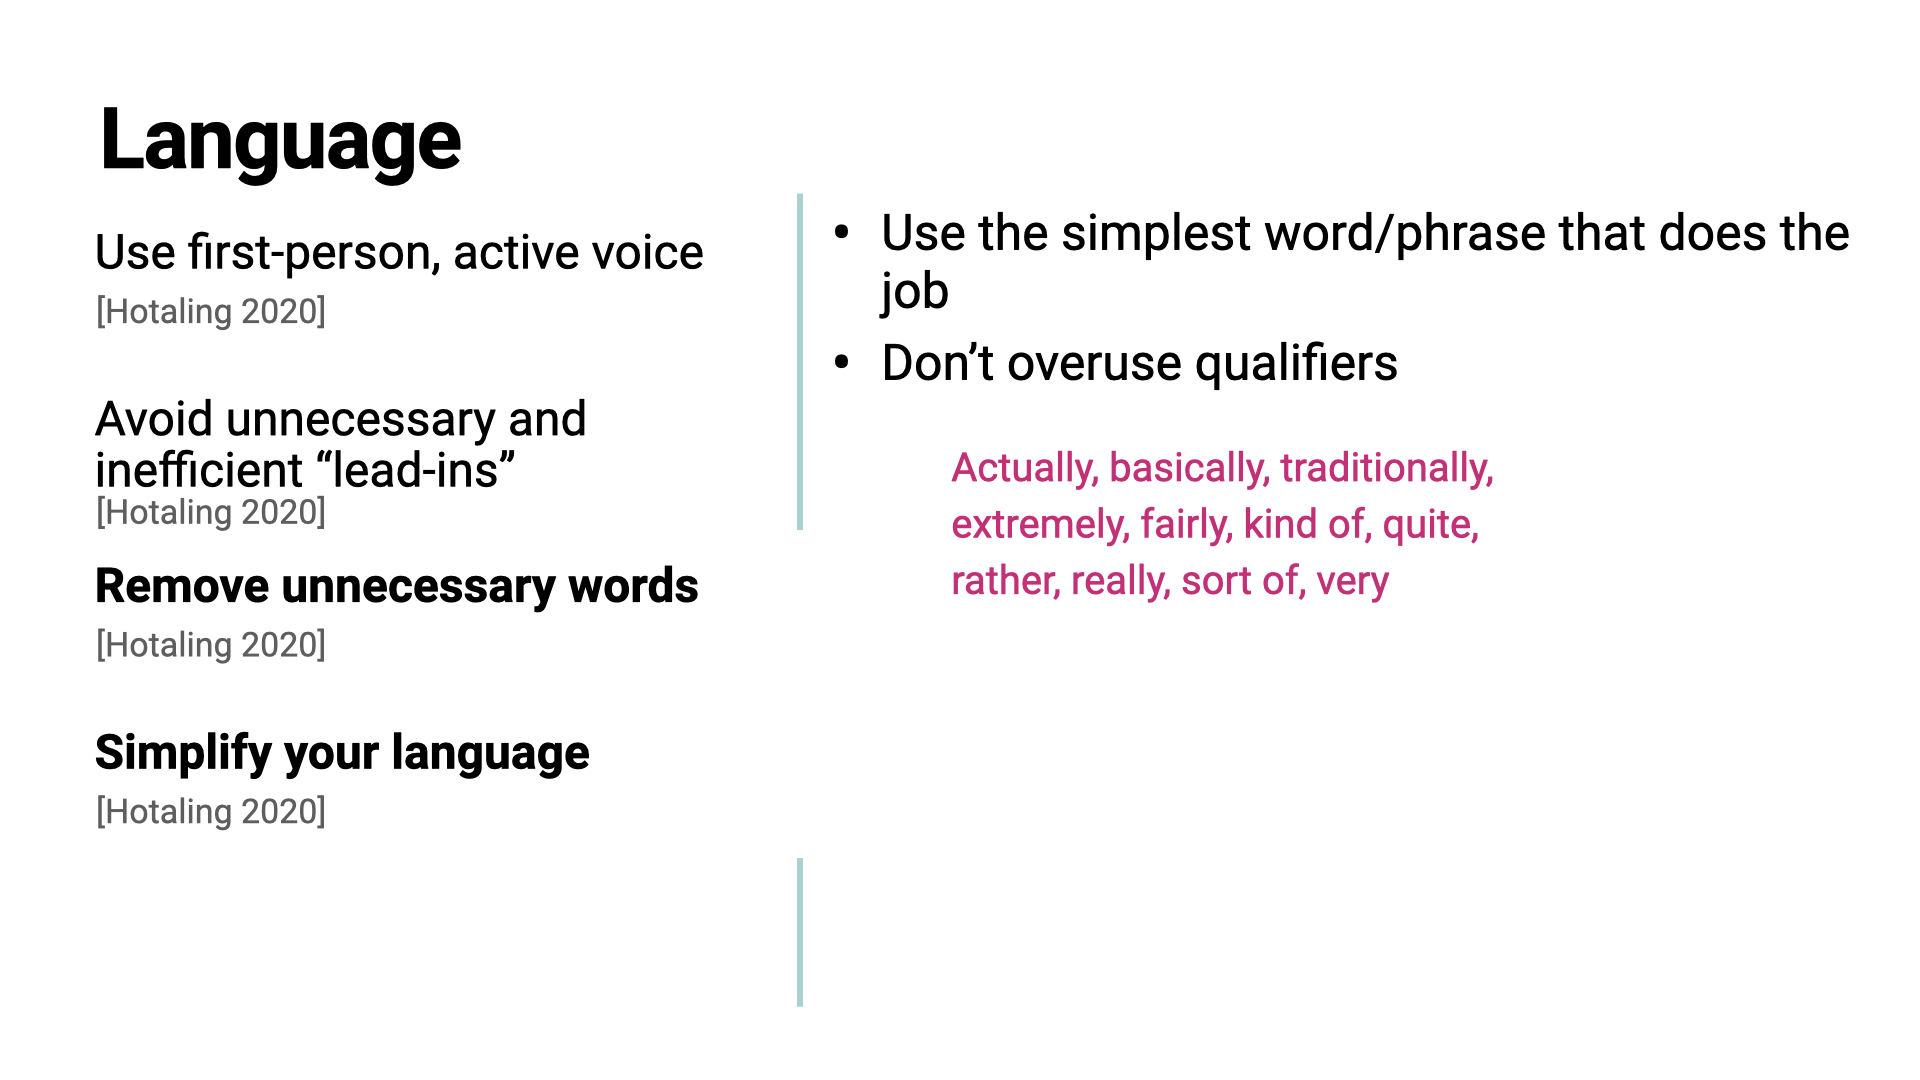 Language
Use first-person, active voice
[Hotaling 2020]
Avoid unnecessary and
inefficient “lead-ins”
[Hotaling 2020]
Remove unnecessary words
[Hotaling 2020]
Simplify your language
[Hotaling 2020]
• Use the simplest word/phrase that does the
job
• Don’t overuse qualifiers
Actually, basically, traditionally,
extremely, fairly, kind of, quite,
rather, really, sort of, very